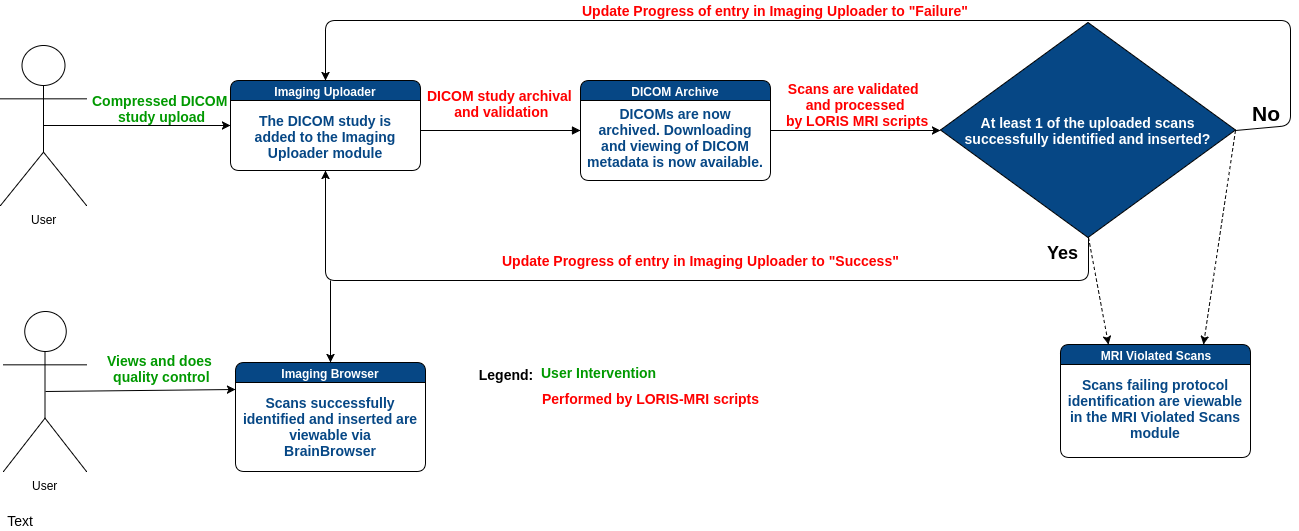 Update Progress of entry in Imaging Uploader to "Failure"
Compressed DICOM
study upload
User
Imaging Uploader
The DICOM study is
added to the Imaging
Uploader module
DICOM study archival
and validation
DICOM Archive
DICOMs are now
archived. Downloading
and viewing of DICOM
metadata is now available.
Scans are validated
and processed
by LORIS MRI scripts
At least 1 of the uploaded scans
successfully identified and inserted?
No
Yes
Update Progress of entry in Imaging Uploader to "Success"
Views and does
quality control
User
Imaging Browser
Scans successfully
identified and inserted are
viewable via
BrainBrowser
Legend:
User Intervention
Performed by LORIS-MRI scripts
MRI Violated Scans
Scans failing protocol
identification are viewable
in the MRI Violated Scans
module
Text